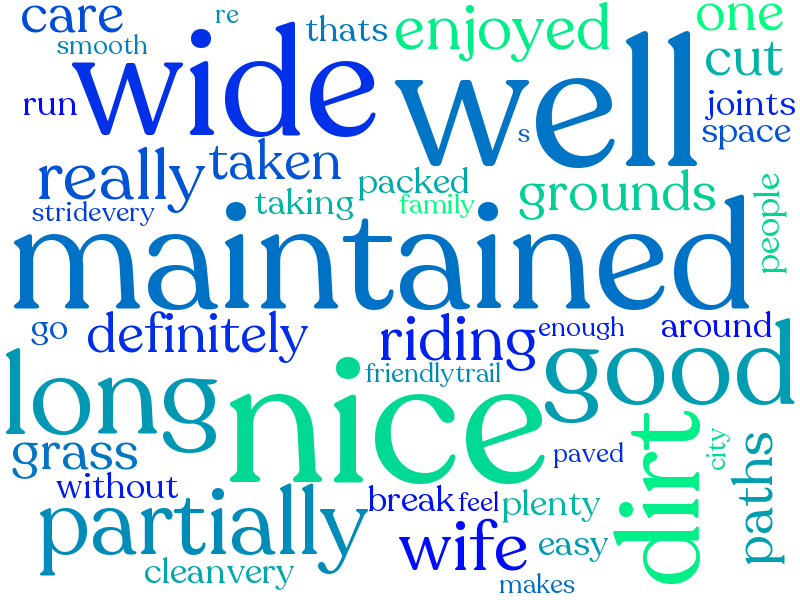 care
re
smooth
thats
enjoyed
one
wide
well
cut
run
joints
s
space
really
taken
packed
grounds
people
taking
family
stridevery
maintained
go
definitely
riding
enough
around
long
nice
friendlytrail
good
grass
dirt
paved
city
paths
without
partially
break
feel
plenty
wife
easy
cleanvery
makes